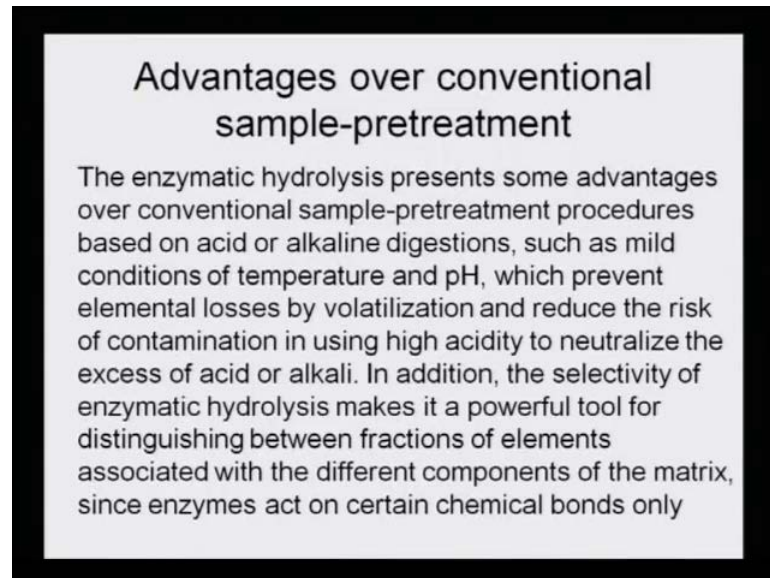 Advantages over conventional
sample-pretreatment
The enzymatic hydrolysis presents some advantages
over conventional sample-pretreatment procedures
based on acid or alkaline digestions, such as mild
conditions of temperature and pH, which prevent
elemental losses by volatilization and reduce the risk
of contamination in using high acidity to neutralize the
excess of acid or alkali. In addition, the selectivity of
enzymatic hydrolysis makes it a powerful tool for
distinguishing between fractions of elements
associated with the different components of the matrix,
since enzymes act on certain chemical bonds only